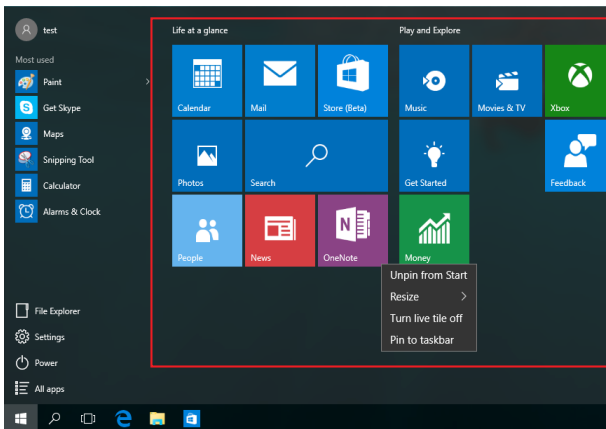 test
Life at a glance
Play and Explore
Most used
Paint
Get Skype
Maps
Snipping Tool
Calculator
Alarms & Clock
Calendar
Mail
Store (Beta)
Music
Movies & TV
Xbox
Photos
Search
Get Started
Feedback
People
News
N
OneNote
Money
Unpin from Start
Resize
Turn live tile off
Pin to taskbar
File Explorer
Settings
Power
All apps